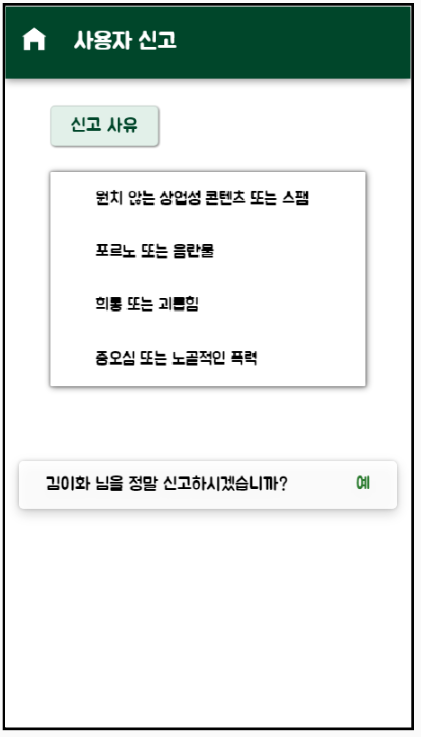 사용자 신고
신고 사유
원치 않는 상업성 콘텐츠 또는 스팸
포르노 또는 음란물
희롱 또는 괴롭힘
증오심 또는 노골적인 폭력
김이화 님을 정말 신고하시겠습니까? 예